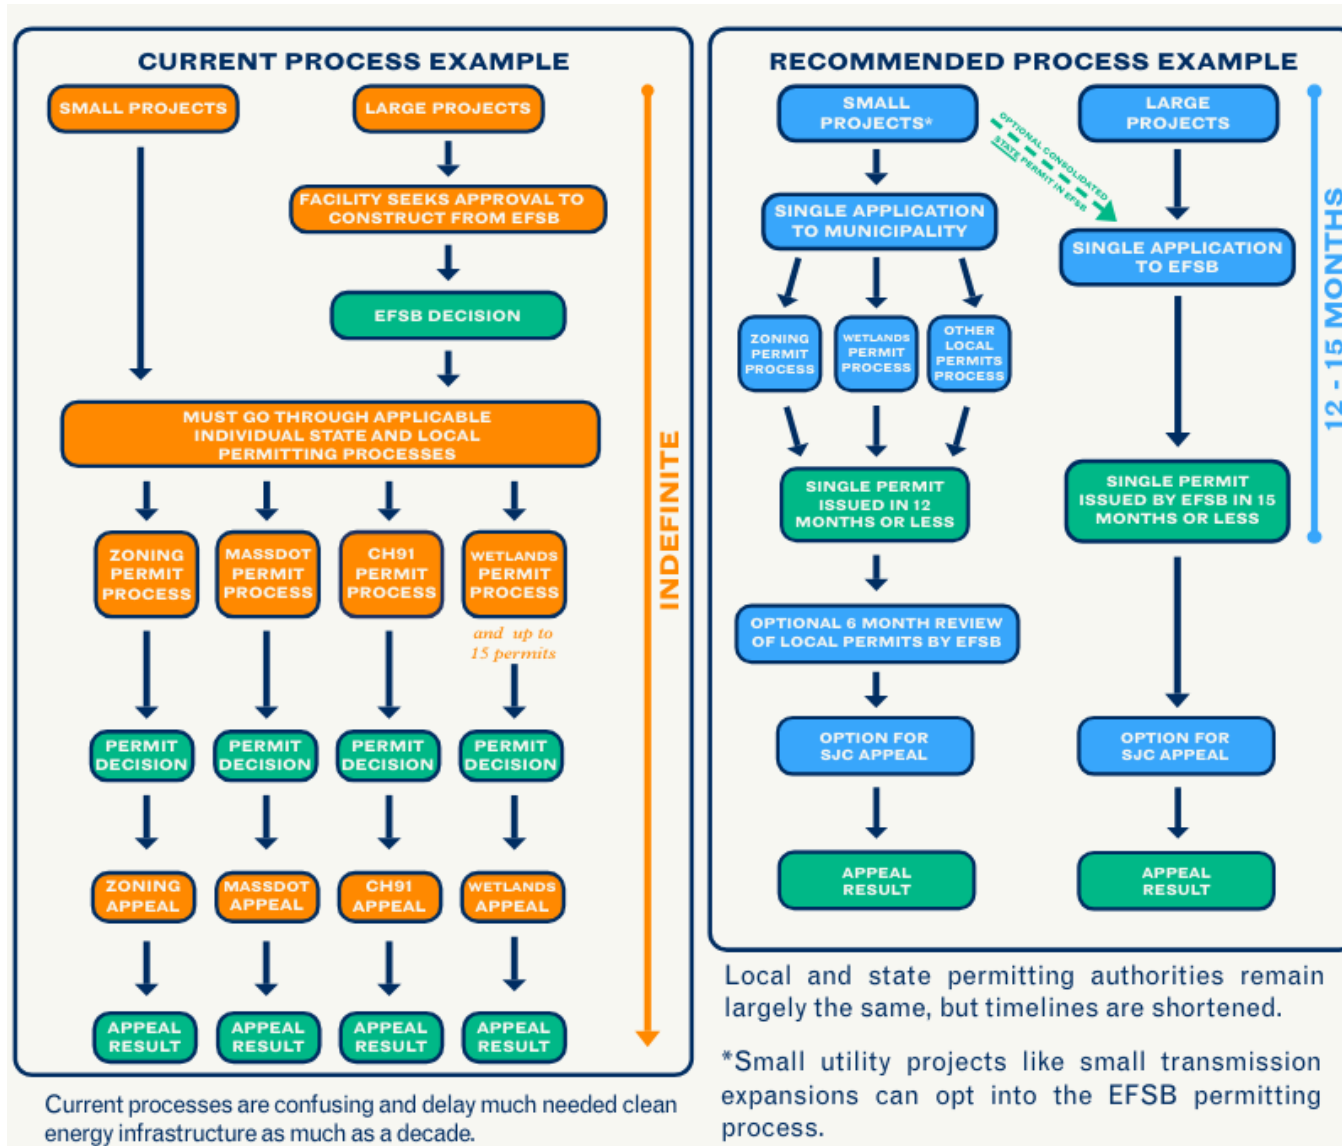 CURRENT PROCESS EXAMPLE
SMALL PROJECTS
LARGE PROJECTS
FACILITY SEEKS APPROVAL TO
CONSTRUCT FROM EFSB
EFSB DECISION
MUST GO THROUGH APPLICABLE
INDIVIDUAL STATE AND LOCAL
PERMITTING PROCESSES
ZONING
PERMIT
PROCESS
MASSDOT
PERMIT
PROCESS
CH91
PERMIT
PROCESS
WETLANDS
PERMIT
PROCESS
and up to
15 permits
PERMIT
DECISION
PERMIT
DECISION
PERMIT
DECISION
PERMIT
DECISION
ZONING
APPEAL
MASSDOT
APPEAL
CH91
APPEAL
WETLANDS
APPEAL
APPEAL
RESULT
APPEAL
RESULT
APPEAL
RESULT
APPEAL
RESULT
INDEFINITE
Current processes are confusing and delay much needed clean
energy infrastructure as much as a decade.
RECOMMENDED PROCESS EXAMPLE
SMALL
PROJECTS*
LARGE
PROJECTS
OPTIONAL CONSOLIDATED
STATE PERMIT IN EFSB
SINGLE APPLICATION
TO MUNICIPALITY
SINGLE APPLICATION
TO EFSB
ZONING
PERMIT
PROCESS
WETLANDS
PERMIT
PROCESS
OTHER
LOCAL
PERMITS
PROCESS
SINGLE PERMIT
ISSUED IN 12
MONTHS OR LESS
SINGLE PERMIT
ISSUED BY EFSB IN 15
MONTHS OR LESS
12 - 15 MONTHS
OPTIONAL 6 MONTH REVIEW
OF LOCAL PERMITS BY EFSB
OPTION FOR
SJC APPEAL
OPTION FOR
SJC APPEAL
APPEAL
RESULT
APPEAL
RESULT
Local and state permitting authorities remain
largely the same, but timelines are shortened.
*Small utility projects like small transmission
expansions can opt into the EFSB permitting
process.